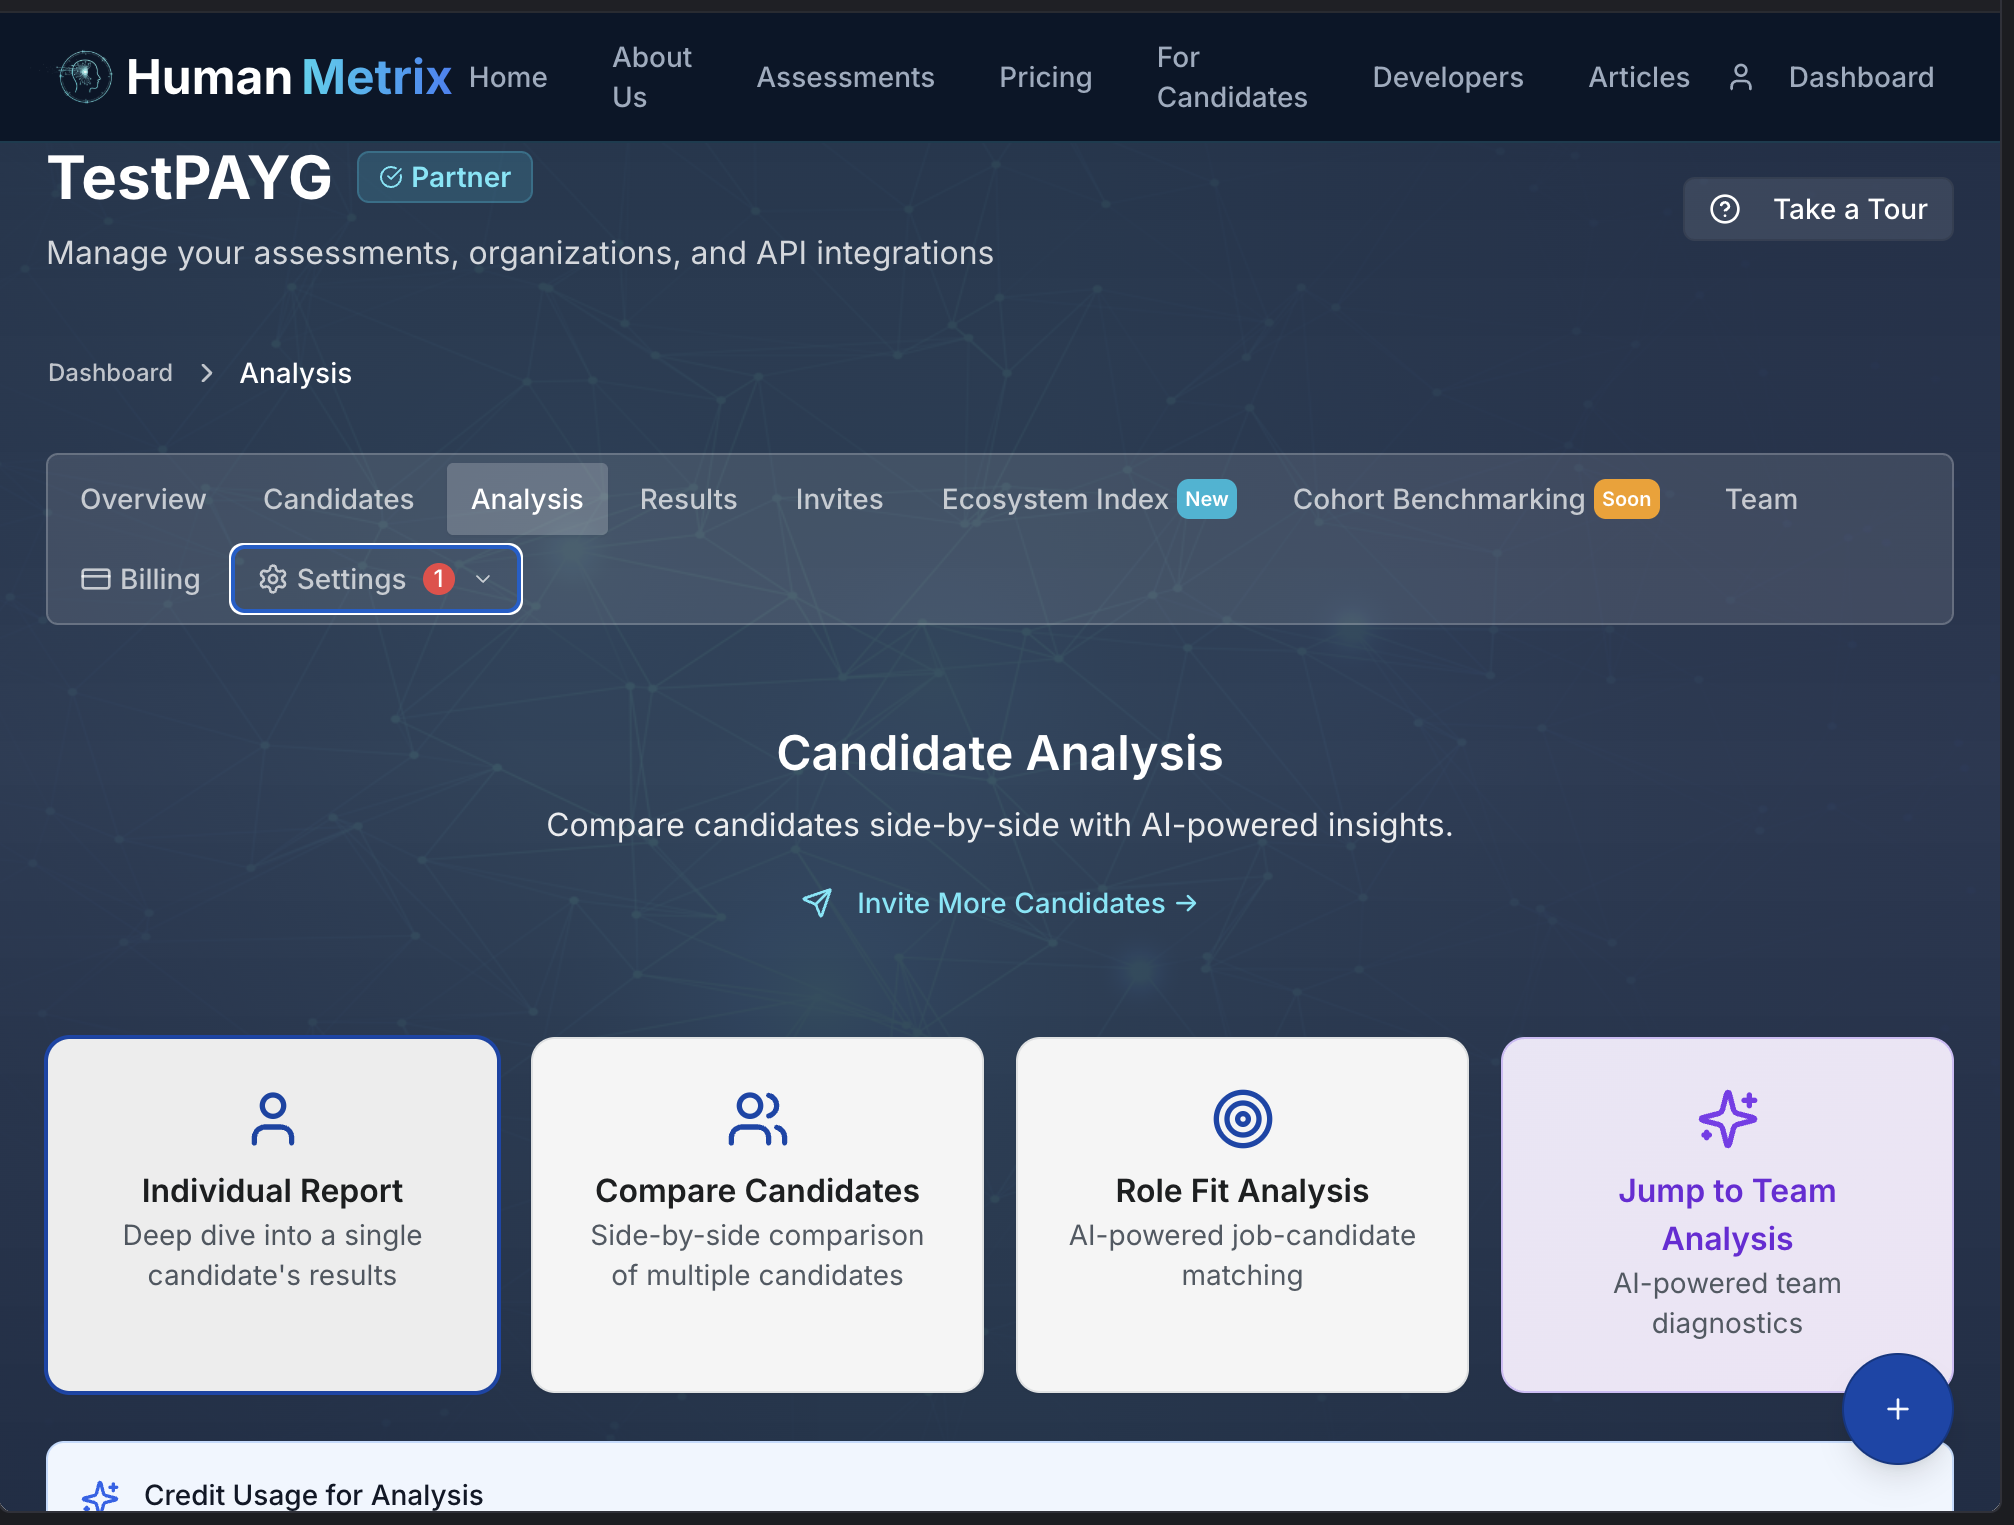 Human Metrix
Home
About
Us
Assessments
Pricing
For
Candidates
Developers
Articles
Dashboard
TestPAYG
Partner
Take a Tour
Manage your assessments, organizations, and API integrations
Dashboard
Analysis
Overview
Candidates
Analysis
Results
Invites
Ecosystem Index New
Cohort Benchmarking Soon
Team
Billing
Settings 1
Candidate Analysis
Compare candidates side-by-side with AI-powered insights.
Invite More Candidates →
Individual Report
Deep dive into a single
candidate's results
Compare Candidates
Side-by-side comparison
of multiple candidates
Role Fit Analysis
AI-powered job-candidate
matching
Jump to Team
Analysis
AI-powered team
diagnostics
+
Credit Usage for Analysis